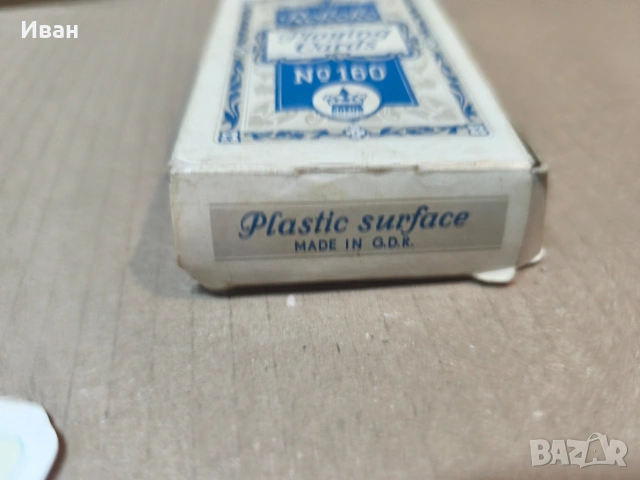 Иван
Playing
Cards
No 160
Plastic surface
MADE IN G.D.R.
BAZAR